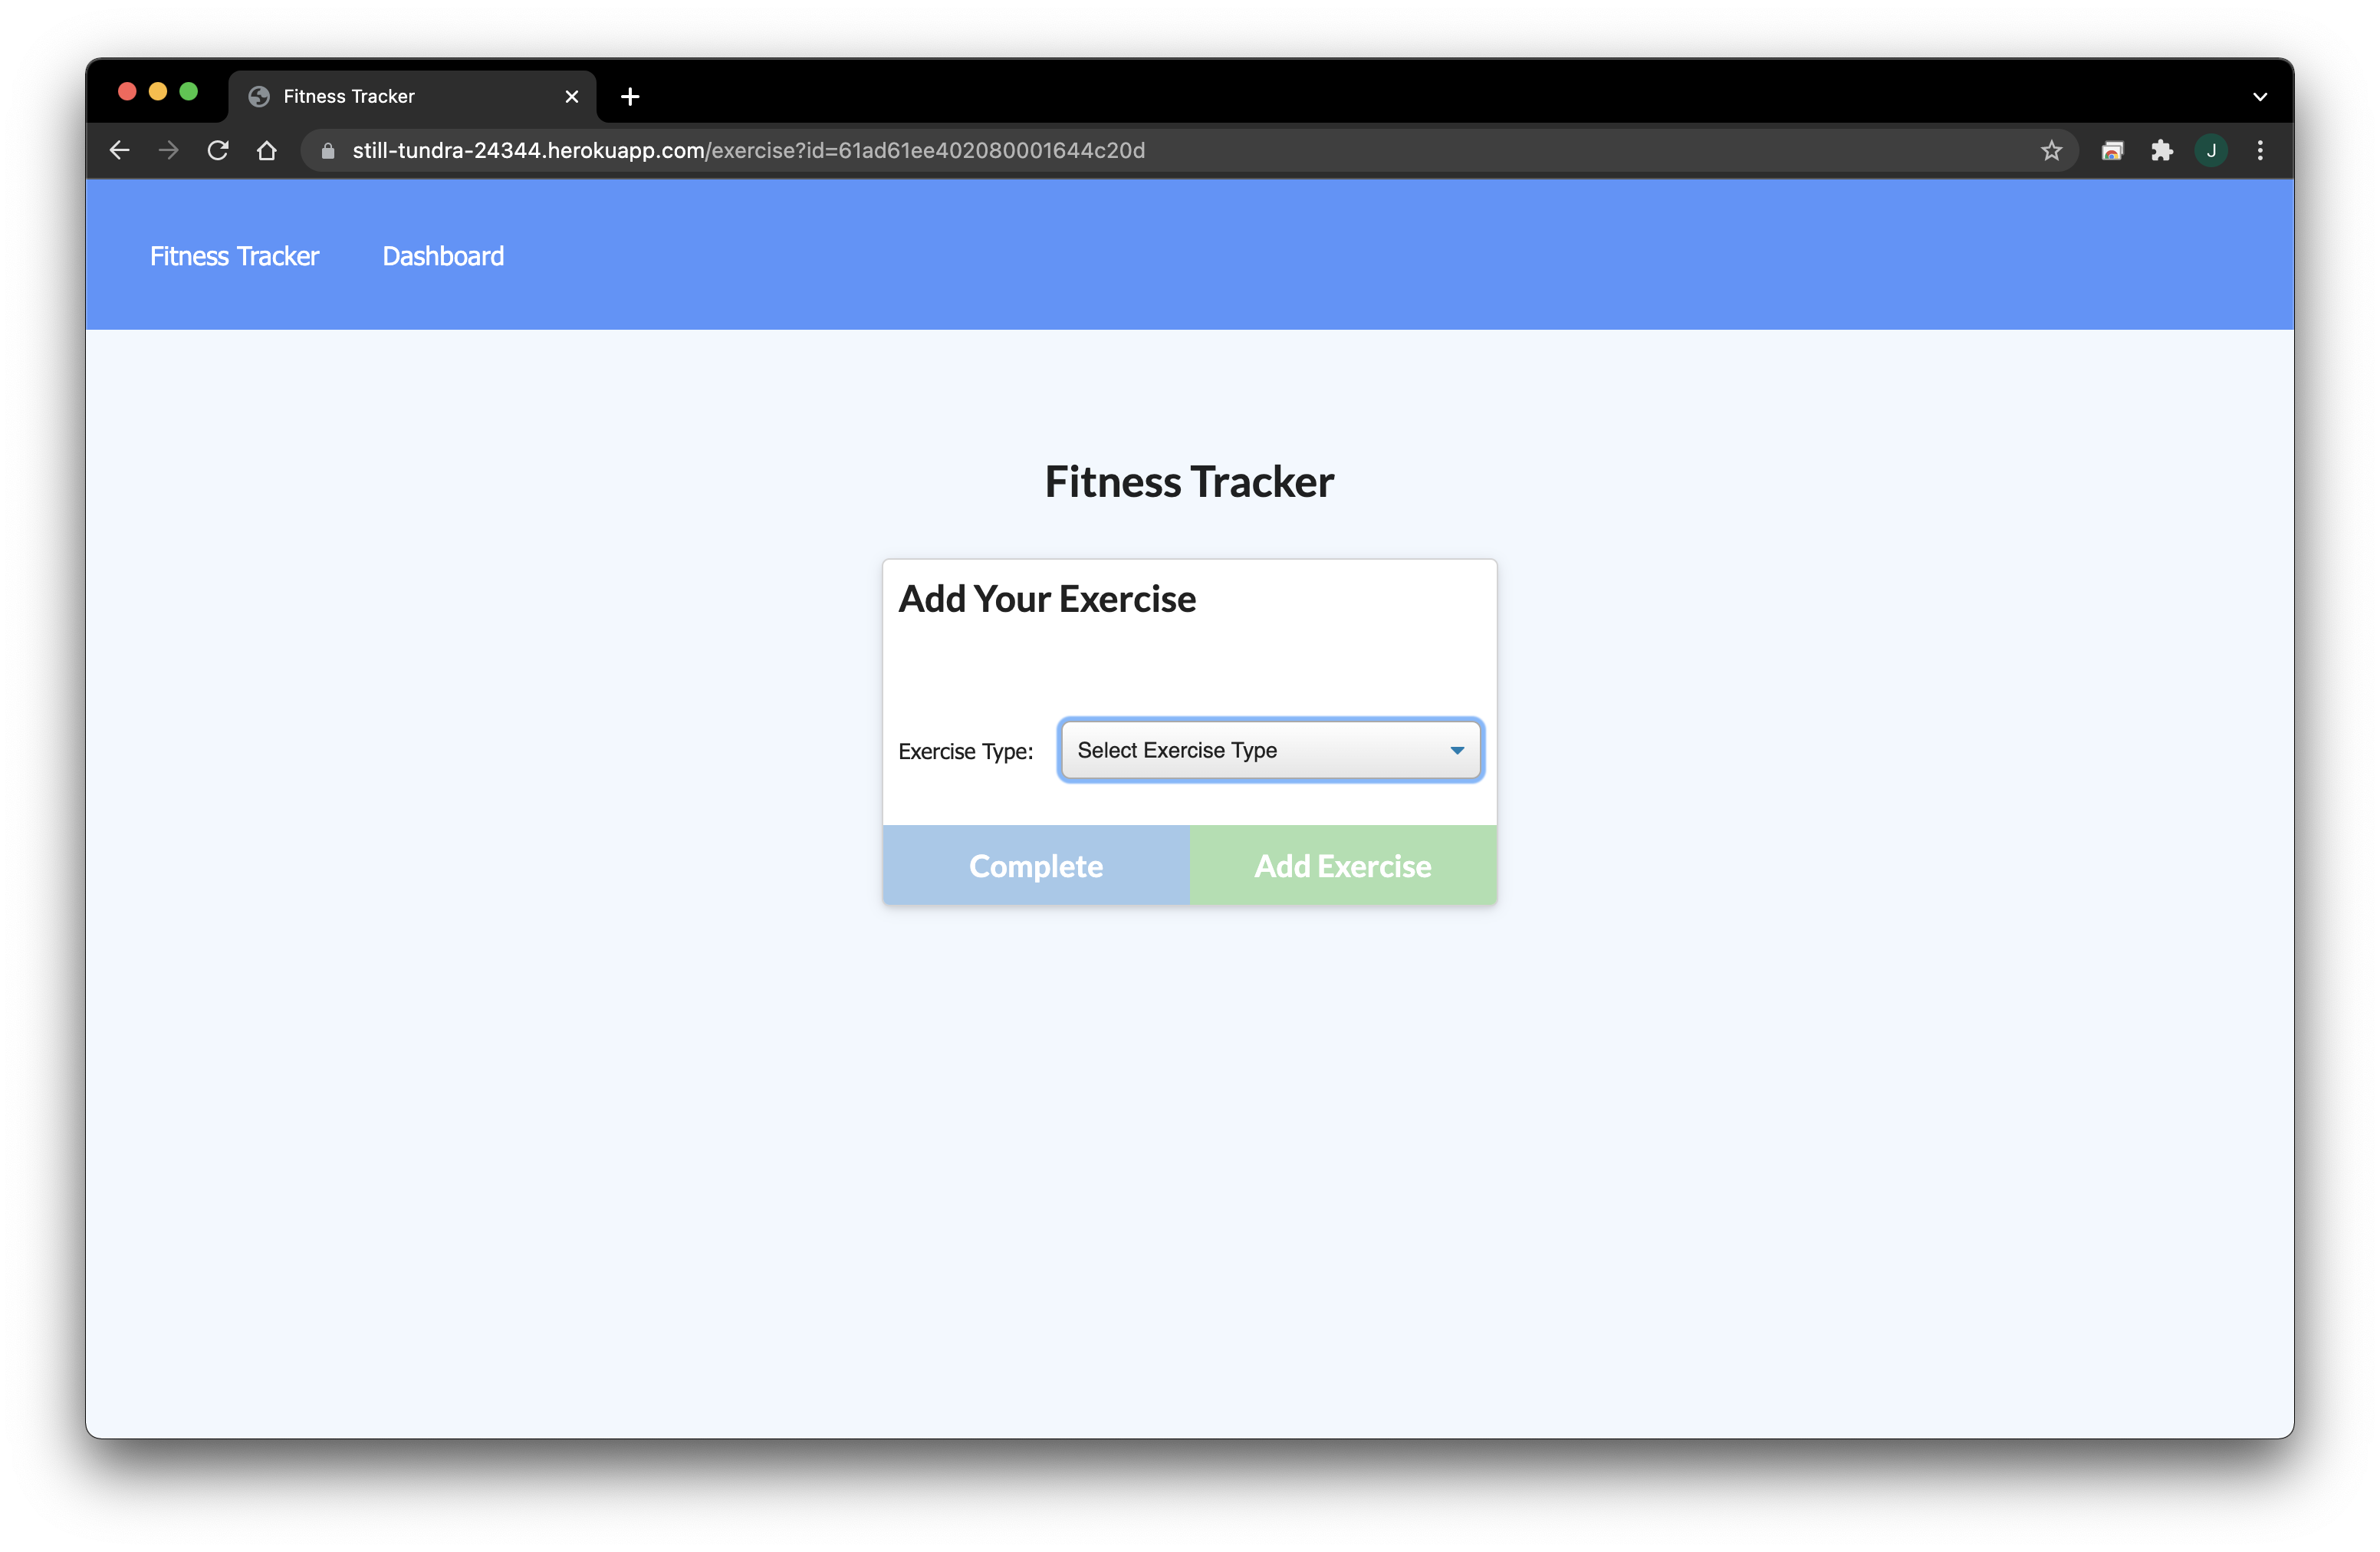 Fitness Tracker
still-tundra-24344.herokuapp.com/exercise?id=61ad61ee402080001644c20d
J
Fitness Tracker Dashboard
Fitness Tracker
Add Your Exercise
Exercise Type: Select Exercise Type
Complete Add Exercise